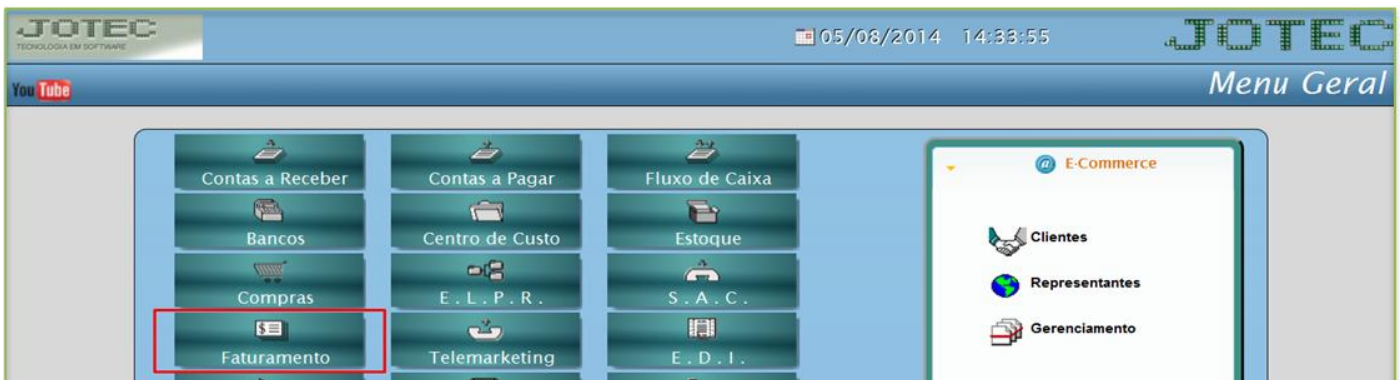 JOTEC
TECNOLOGIA EM SOFTWARE
05/08/2014 14:33:55
JOTEC
You Tube
Menu Geral
Contas a Receber
Contas a Pagar
Fluxo de Caixa
Bancos
Centro de Custo
Estoque
Compras
E.L.P.R.
S.A.C.
Faturamento
Telemarketing
E.D.I.
@ E-Commerce
Clientes
Representantes
Gerenciamento